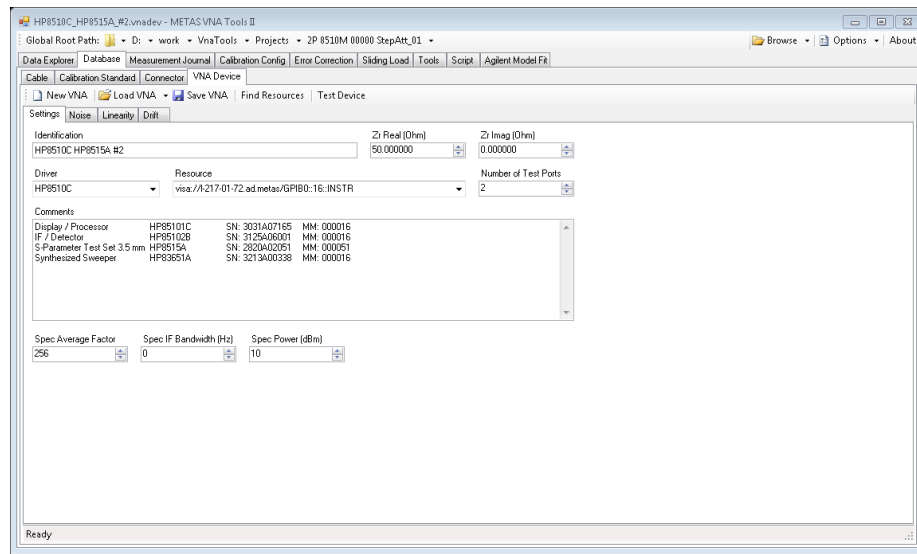 HP8510C_HP8515A_#2.vnadev - METAS VNA Tools II
Global Root Path: D: work VnaTools Projects 2P 8510M 00000 StepAtt_01 Browse Options About
Data Explorer Database Measurement Journal Calibration Config Error Correction Sliding Load Tools Script Agilent Model Fit
Cable Calibration Standard Connector VNA Device
New VNA Load VNA Save VNA Find Resources Test Device
Settings Noise Linearity Drift
Identification Zr Real (Ohm) Zr Imag (Ohm)
HP8510C HP8515A #2 50.000000 0.000000
Driver Resource Number of Test Ports
HP8510C visa://l-217-01-72.ad.metas/GPIB0::16::INSTR 2
Comments
Display / Processor HP85101C SN: 3031A07165 MM: 000016
IF / Detector HP85102B SN: 3125A06001 MM: 000016
S-Parameter Test Set 3.5 mm HP8515A SN: 2820A02051 MM: 000051
Synthesized Sweeper HP83651A SN: 3213A00338 MM: 000016
Spec Average Factor Spec IF Bandwidth (Hz) Spec Power (dBm)
256 0 10
Ready